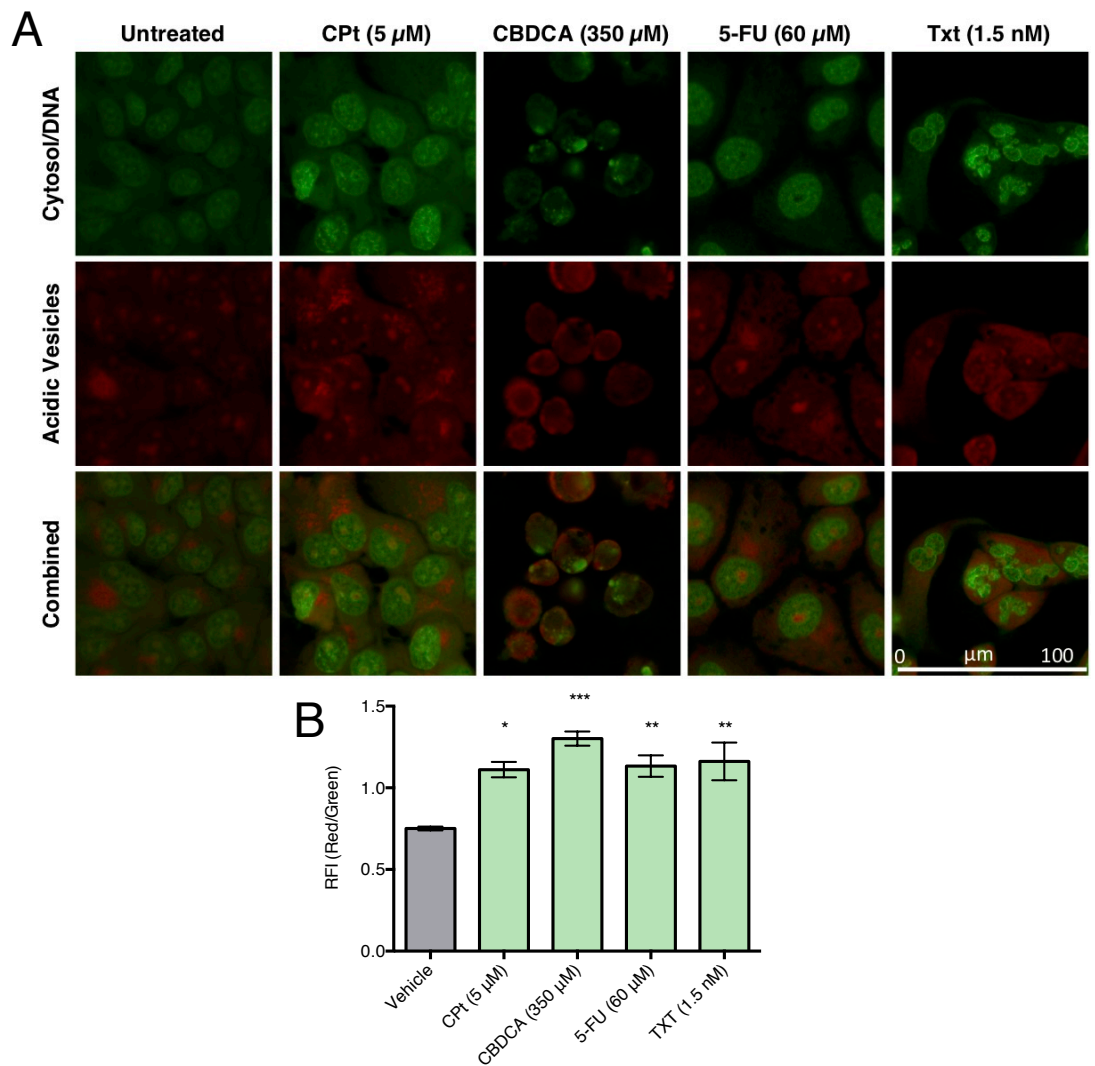 A
Untreated
CPt (5 µM)
CBDCA (350 µM)
5-FU (60 µM)
Txt (1.5 nM)
Cytosol/DNA
Acidic Vesicles
Combined
0 µm 100
B
***
* ** **
1.5
1.0
0.5
0.0
RFI (Red/Green)
Vehicle
CPt (5 µM)
CBDCA (350 µM)
5-FU (60 µM)
TXT (1.5 nM)